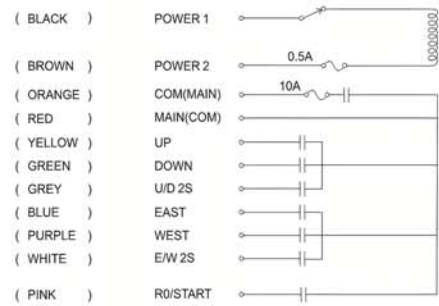 ( BLACK ) POWER 1
( BROWN ) POWER 2 0.5A
( ORANGE ) COM(MAIN) 10A
( RED ) MAIN(COM)
( YELLOW ) UP
( GREEN ) DOWN
( GREY ) U/D 2S
( BLUE ) EAST
( PURPLE ) WEST
( WHITE ) E/W 2S
( PINK ) R0/START